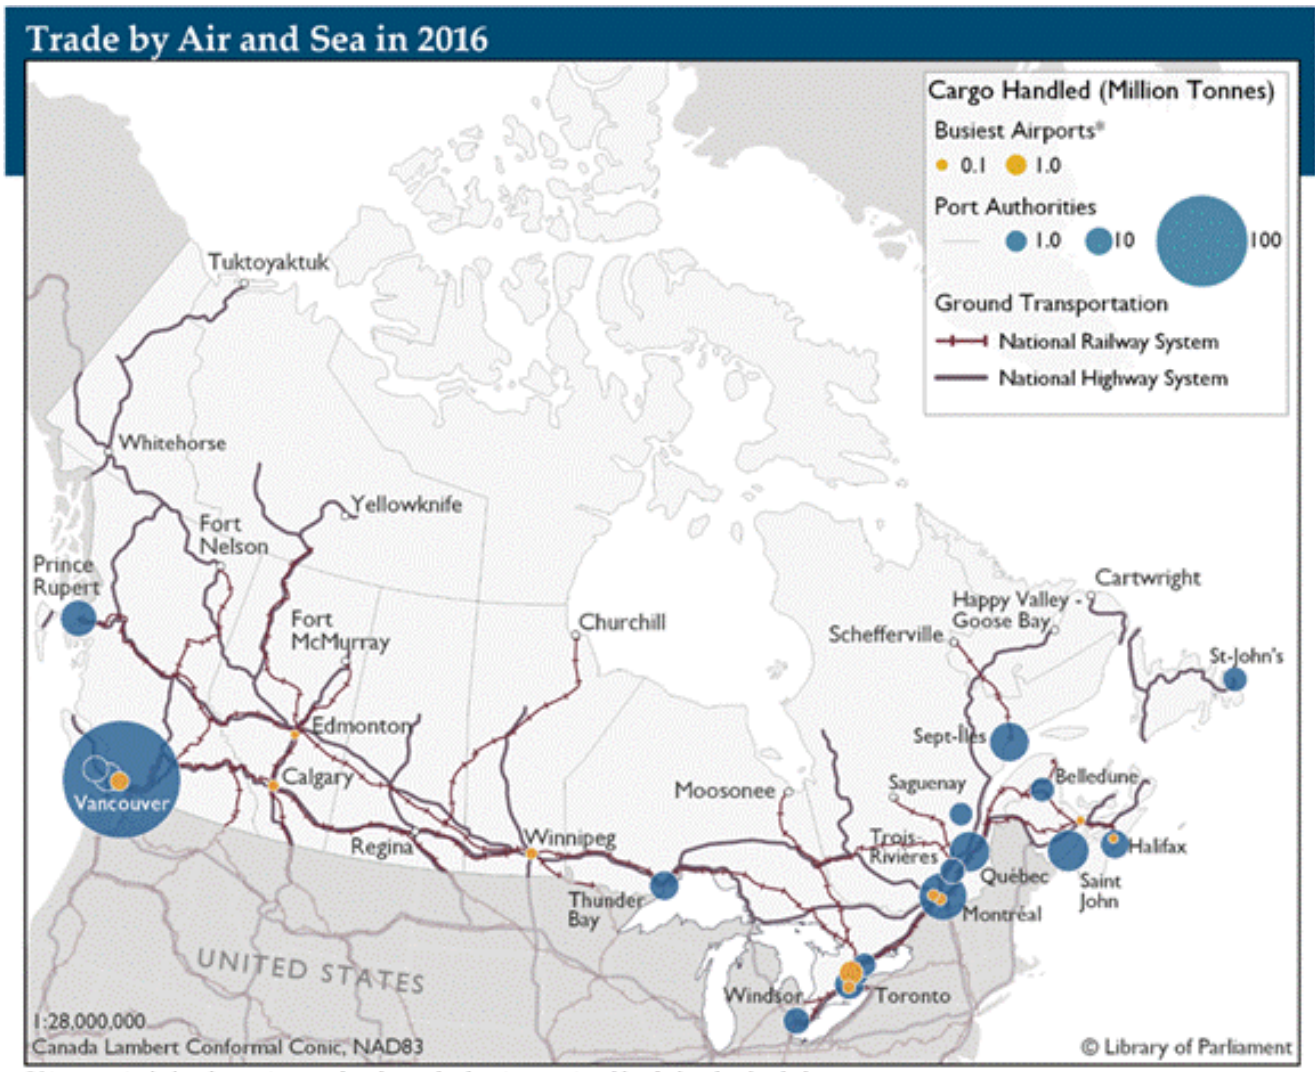 Trade by Air and Sea in 2016
Cargo Handled (Million Tonnes)
Busiest Airports*
0.1
1.0
Port Authorities
1.0
10
100
Ground Transportation
National Railway System
National Highway System
Tuktoyaktuk
Whitehorse
Yellowknife
Fort
Nelson
Prince
Rupert
Fort
McMurray
Churchill
Cartwright
Happy Valley -
Goose Bay
Schefferville
St-John's
Edmonton
Sept-Îles
Calgary
Vancouver
Moosonee
Saguenay
Belledune
Regina
Winnipeg
Trois-
Rivières
Halifax
Québec
Saint
John
Thunder
Bay
Montréal
UNITED STATES
Windsor
Toronto
1:28,000,000
Canada Lambert Conformal Conic, NAD83
© Library of Parliament